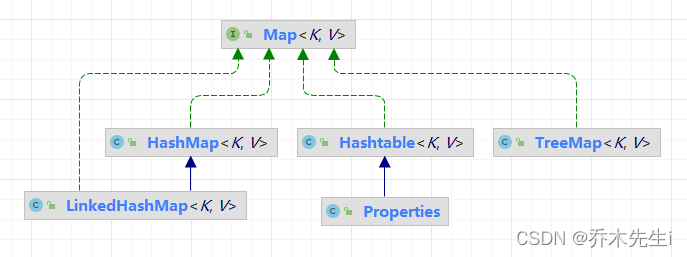 I Map<K, V>
C HashMap<K, V>
C Hashtable<K, V>
C TreeMap<K, V>
C LinkedHashMap<K, V>
C Properties
CSDN @乔木先生i